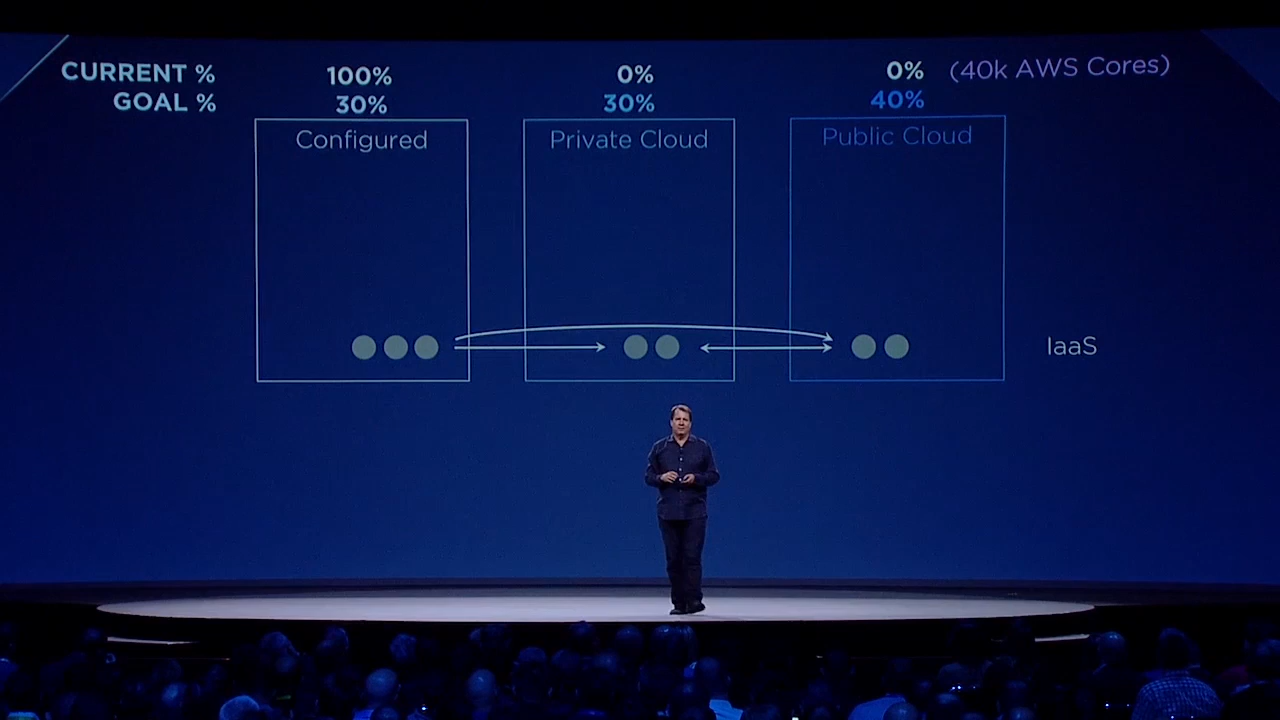 CURRENT % 100% 0% 0% (40k AWS Cores)
GOAL % 30% 30% 40%
Configured Private Cloud Public Cloud
IaaS